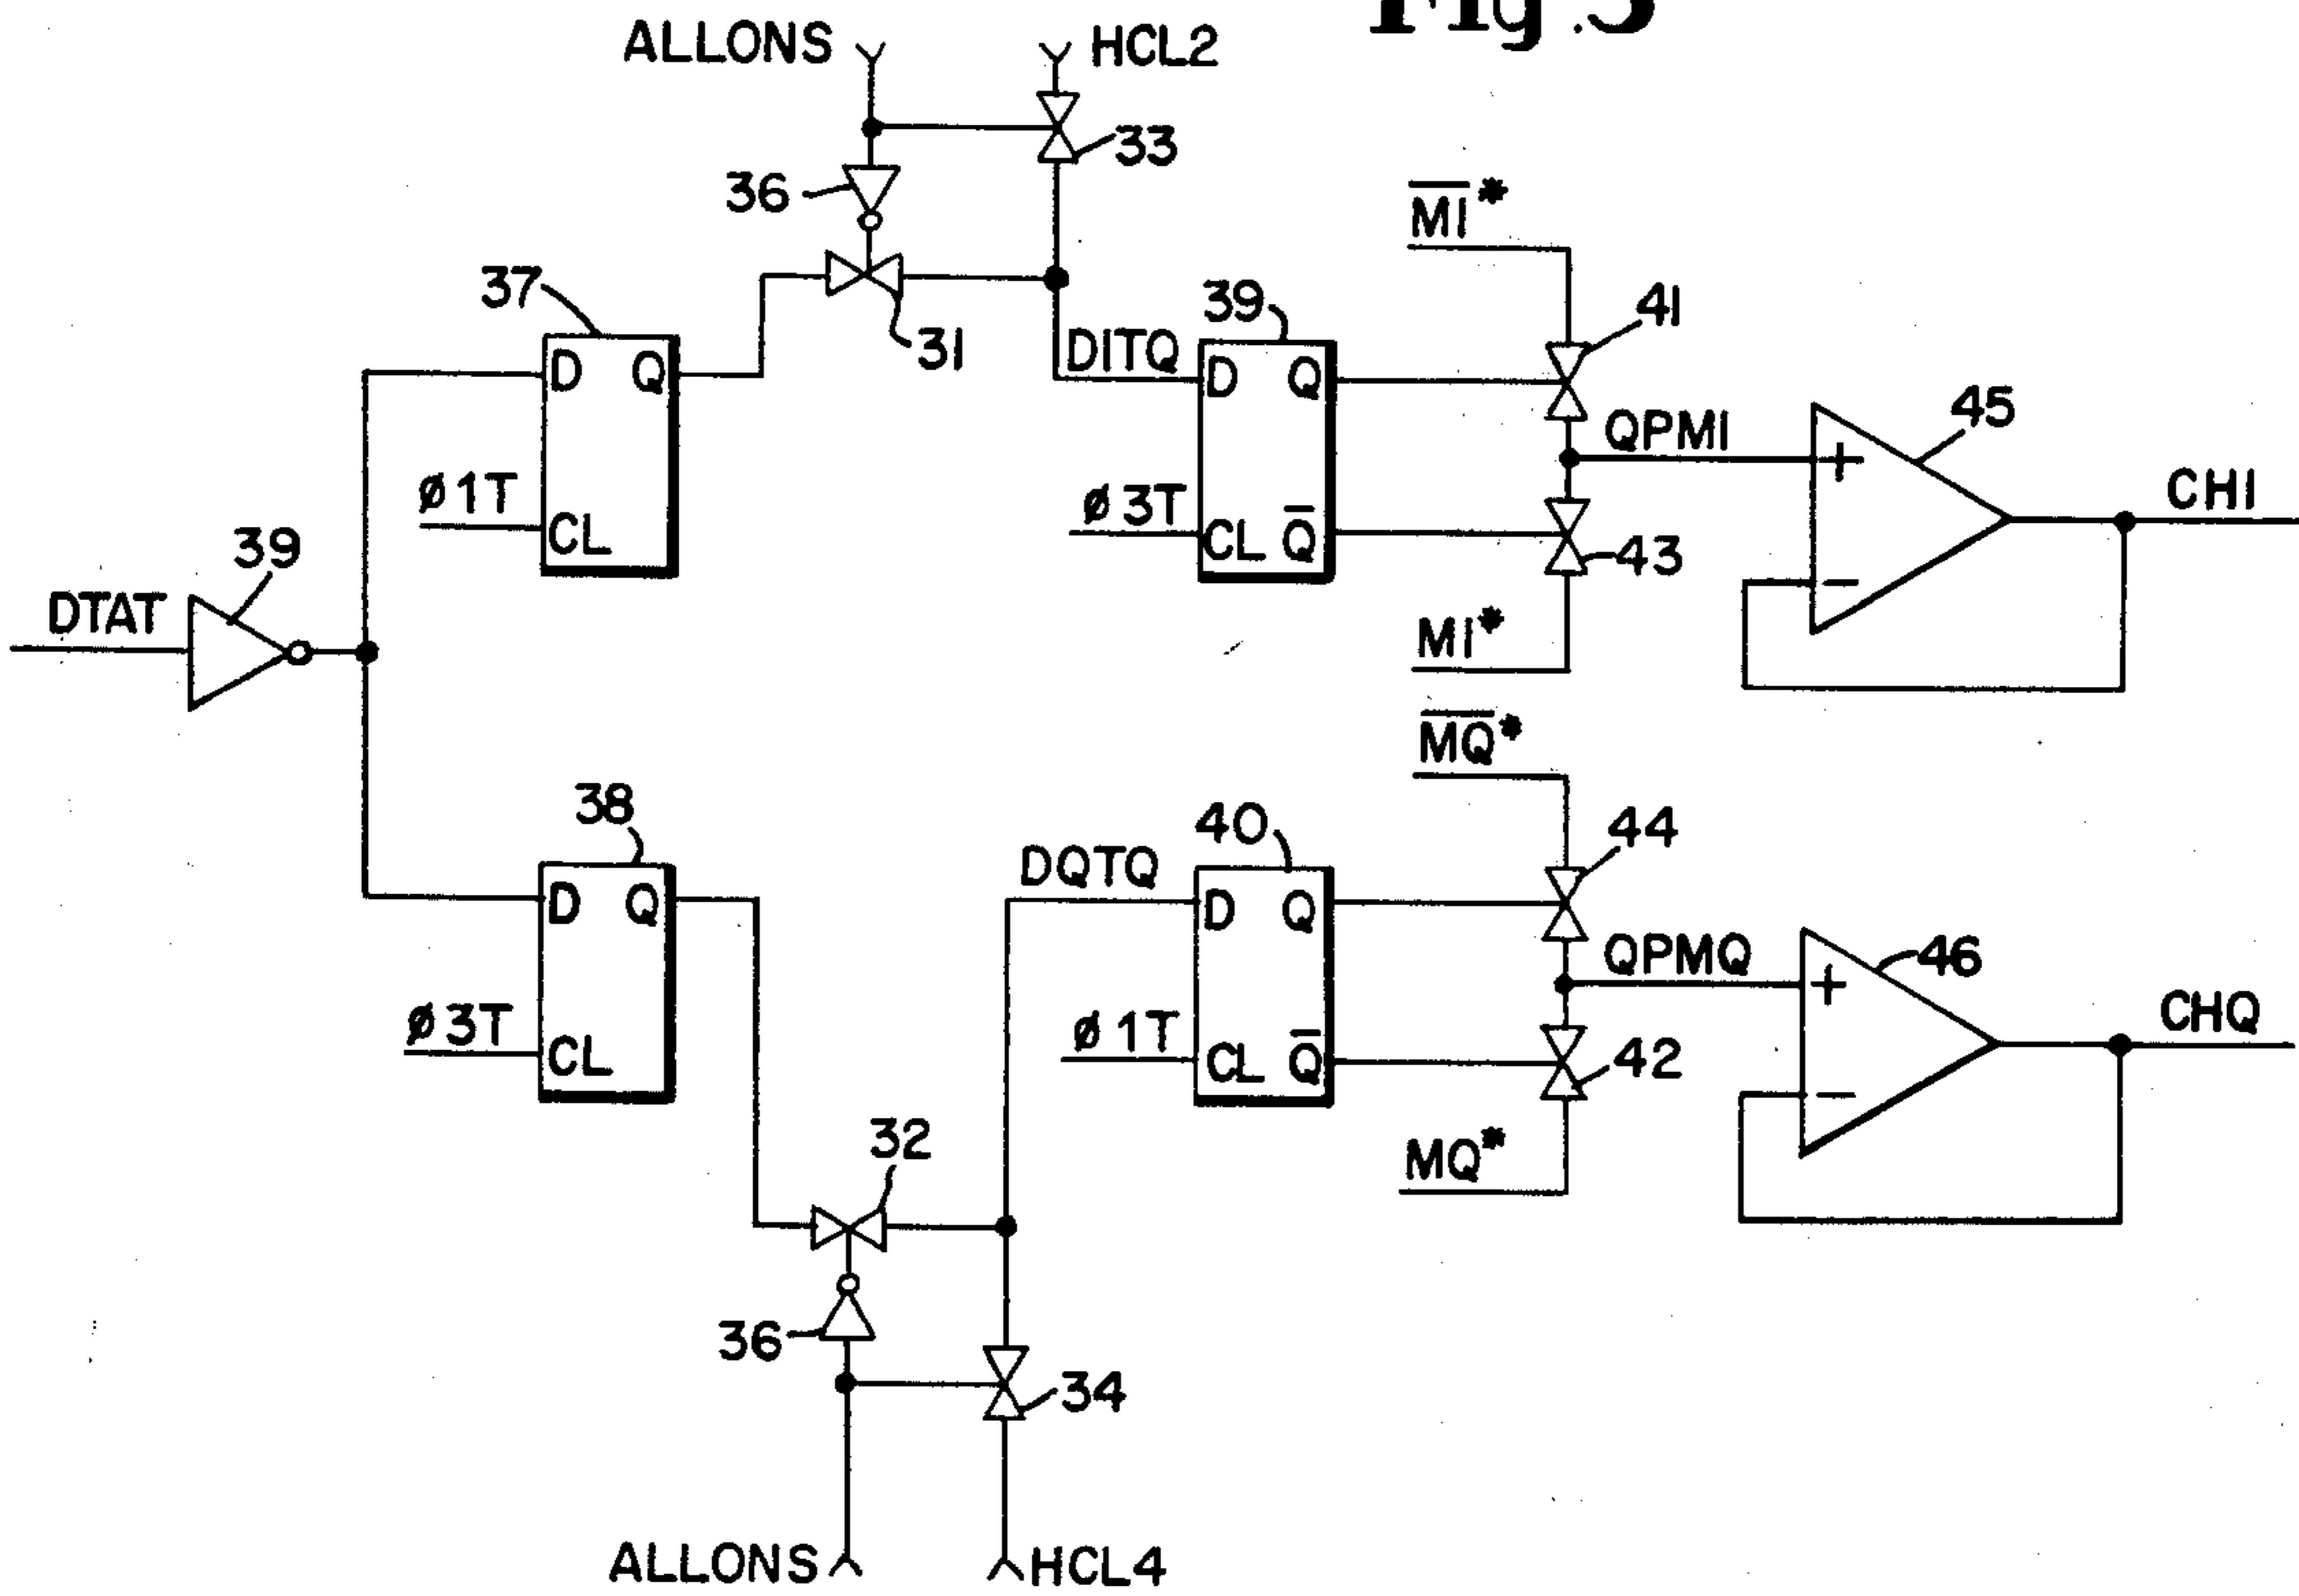 Fig.3
ALLONS
HCL2
33
36
31
M̅I̅*
41
37
D Q
ø1T
CL
DITQ
39
D Q
ø3T
CL Q̅
QPMI
45
+
−
CHI
43
MI*
39
DTAT
M̅Q̅*
44
38
D Q
ø3T
CL
DQTQ
40
D Q
ø1T
CL Q̅
QPMQ
46
+
−
CHQ
42
MQ*
32
36
34
ALLONS
HCL4